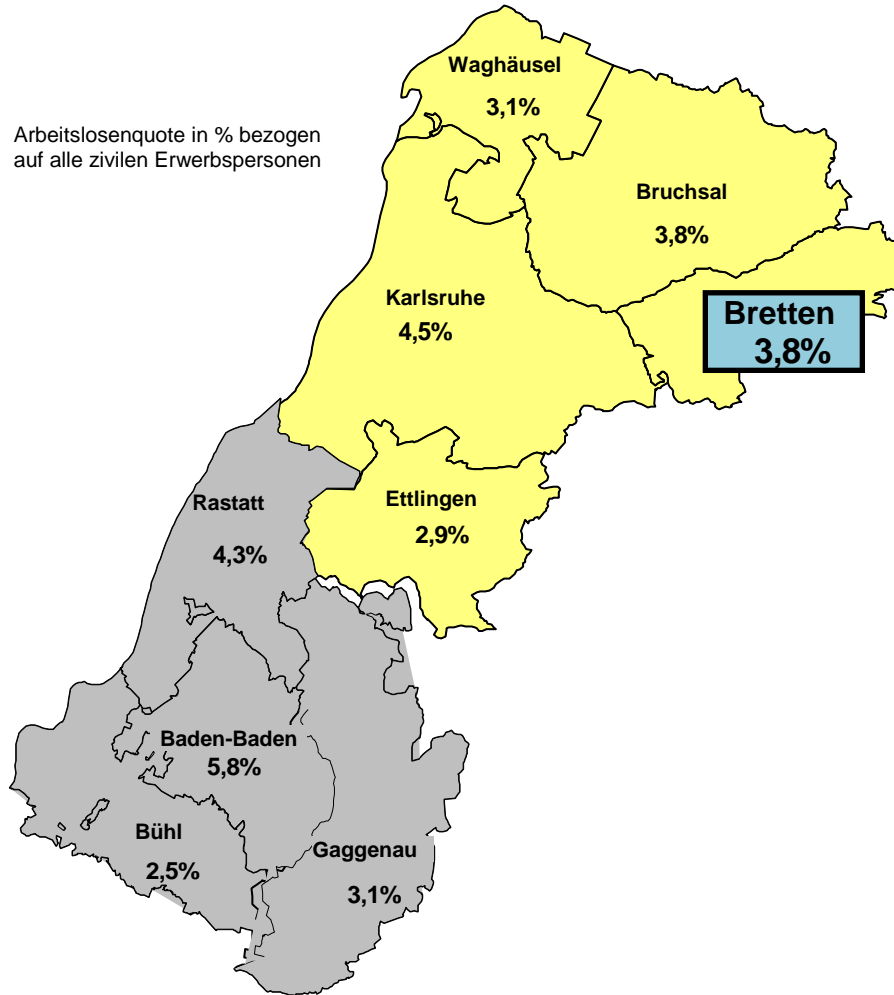 Waghäusel
3,1%
Arbeitslosenquote in % bezogen
auf alle zivilen Erwerbspersonen
Bruchsal
3,8%
Karlsruhe
4,5%
Bretten
3,8%
Ettlingen
2,9%
Rastatt
4,3%
Baden-Baden
5,8%
Bühl
2,5%
Gaggenau
3,1%